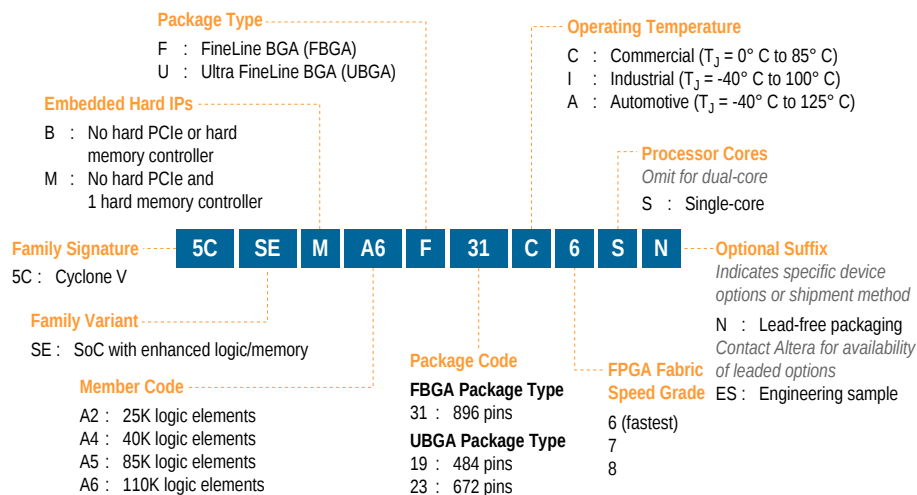 Package Type
F : FineLine BGA (FBGA)
U : Ultra FineLine BGA (UBGA)
Operating Temperature
C : Commercial (TJ = 0° C to 85° C)
I : Industrial (TJ = -40° C to 100° C)
A : Automotive (TJ = -40° C to 125° C)
Embedded Hard IPs
B : No hard PCIe or hard
memory controller
M : No hard PCIe and
1 hard memory controller
Processor Cores
Omit for dual-core
S : Single-core
Family Signature
5C : Cyclone V
5C SE M A6 F 31 C 6 S N
Optional Suffix
Indicates specific device
options or shipment method
N : Lead-free packaging
Contact Altera for availability
of leaded options
ES : Engineering sample
Family Variant
SE : SoC with enhanced logic/memory
Member Code
A2 : 25K logic elements
A4 : 40K logic elements
A5 : 85K logic elements
A6 : 110K logic elements
Package Code
FBGA Package Type
31 : 896 pins
UBGA Package Type
19 : 484 pins
23 : 672 pins
FPGA Fabric
Speed Grade
6 (fastest)
7
8